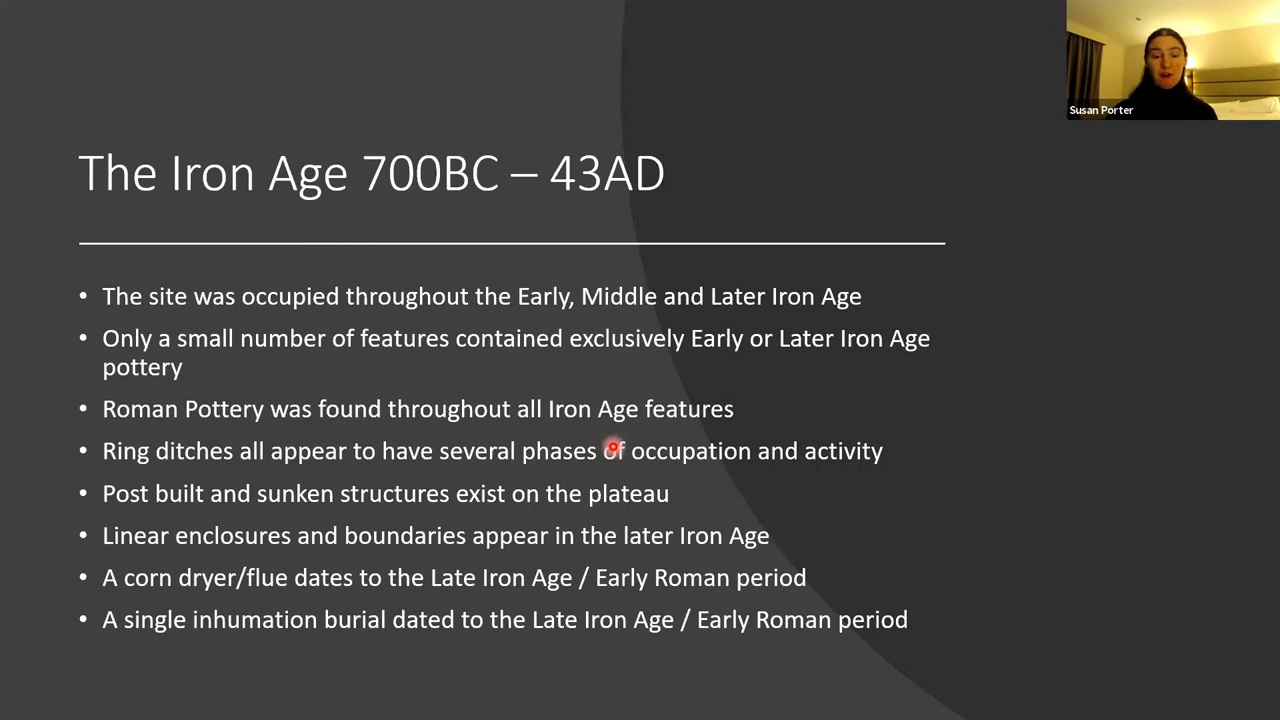 Susan Porter
The Iron Age 700BC – 43AD
• The site was occupied throughout the Early, Middle and Later Iron Age
• Only a small number of features contained exclusively Early or Later Iron Age
pottery
• Roman Pottery was found throughout all Iron Age features
• Ring ditches all appear to have several phases of occupation and activity
• Post built and sunken structures exist on the plateau
• Linear enclosures and boundaries appear in the later Iron Age
• A corn dryer/flue dates to the Late Iron Age / Early Roman period
• A single inhumation burial dated to the Late Iron Age / Early Roman period